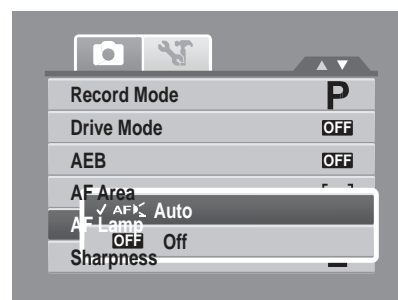 Record Mode P
Drive Mode OFF
AEB OFF
AF Area
AF Auto
AF Lamp
OFF Off
Sharpness